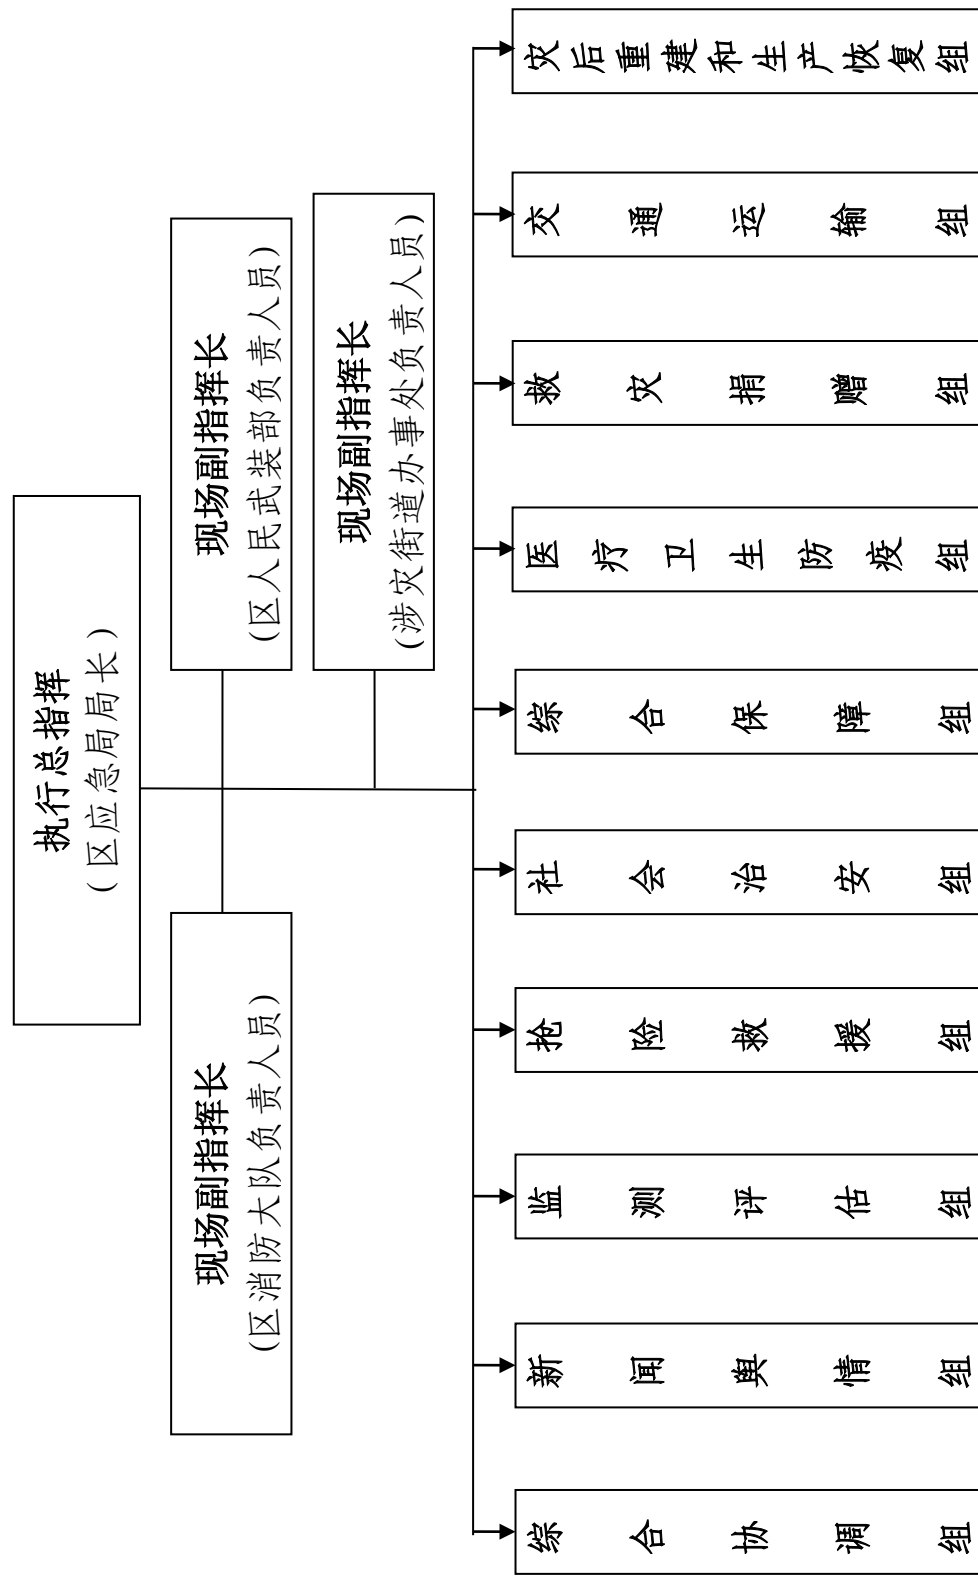 执行总指挥
(区应急局局长)
现场副指挥长
(区消防大队负责人员)
现场副指挥长
(区人民武装部负责人员)
现场副指挥长
(涉灾街道办事处负责人员)
综合协调组
新闻舆情组
监测评估组
抢险救援组
社会治安组
综合保障组
医疗卫生防疫组
救灾捐赠组
交通运输组
灾后重建和生产恢复组